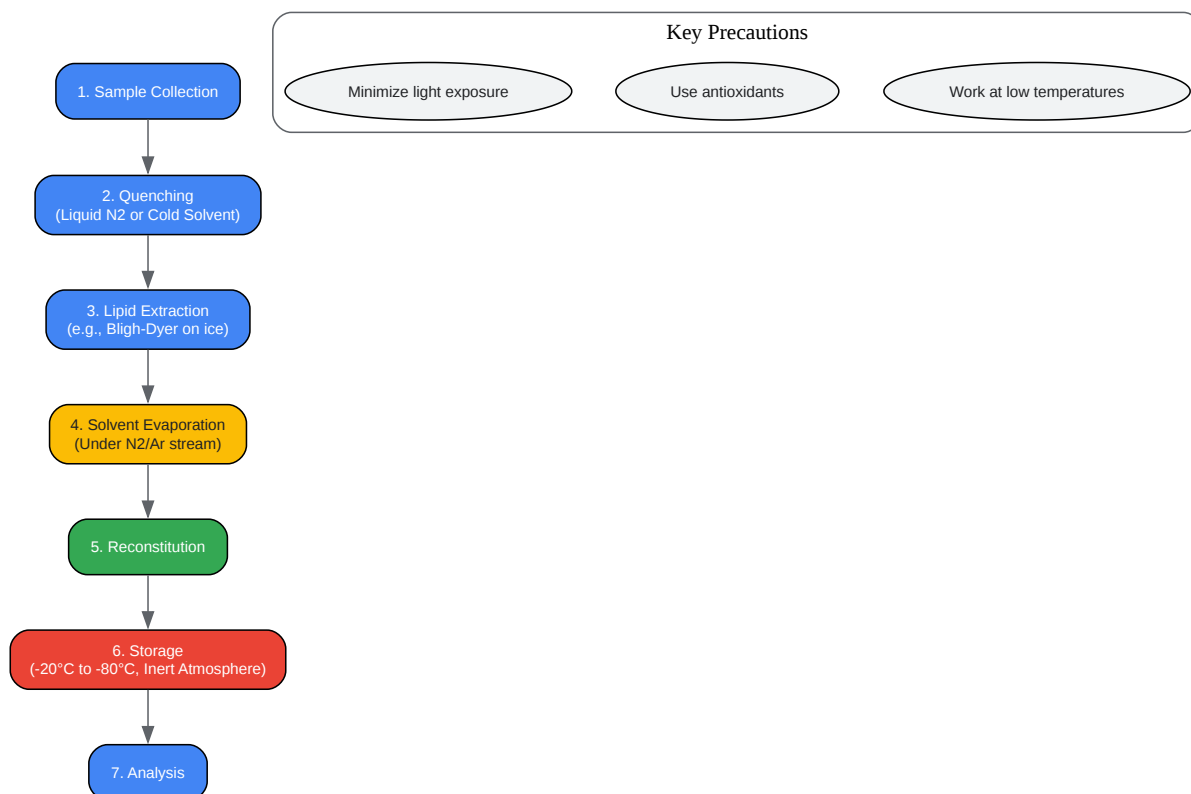 Key Precautions
Minimize light exposure
Use antioxidants
Work at low temperatures
1. Sample Collection
2. Quenching
(Liquid N2 or Cold Solvent)
3. Lipid Extraction
(e.g., Bligh-Dyer on ice)
4. Solvent Evaporation
(Under N2/Ar stream)
5. Reconstitution
6. Storage
(-20°C to -80°C, Inert Atmosphere)
7. Analysis